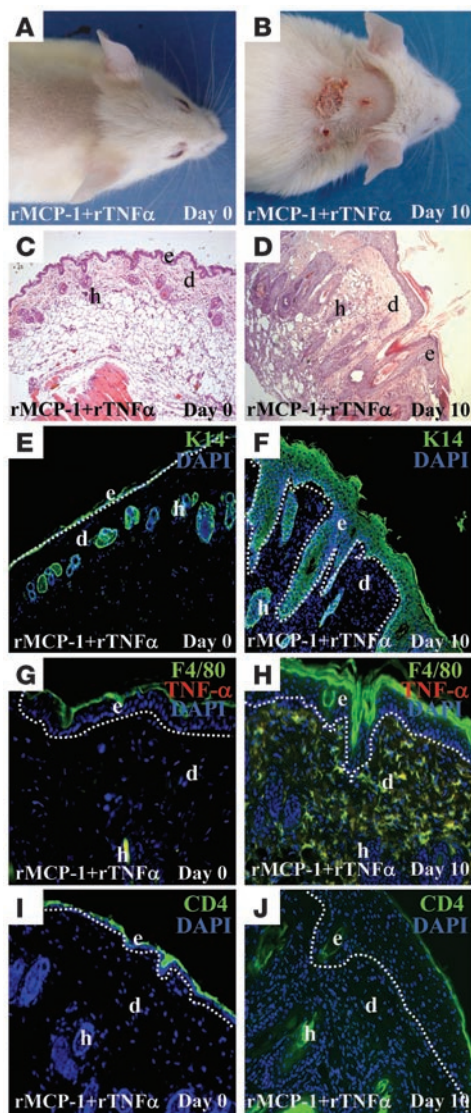 A
rMCP-1+rTNFα Day 0
B
rMCP-1+rTNFα Day 10
C
e
d
h
rMCP-1+rTNFα Day 0
D
d
h
e
rMCP-1+rTNFα Day 10
E
K14
DAPI
e
h
d
rMCP-1+rTNFα Day 0
F
K14
DAPI
e
d
h
rMCP-1+rTNFα Day 10
G
F4/80
TNF-α
DAPI
e
d
h
rMCP-1+rTNFα Day 0
H
F4/80
TNF-α
DAPI
e
d
h
rMCP-1+rTNFα Day 10
I
CD4
DAPI
e
d
h
rMCP-1+rTNFα Day 0
J
CD4
DAPI
e
d
h
rMCP-1+rTNFα Day 10